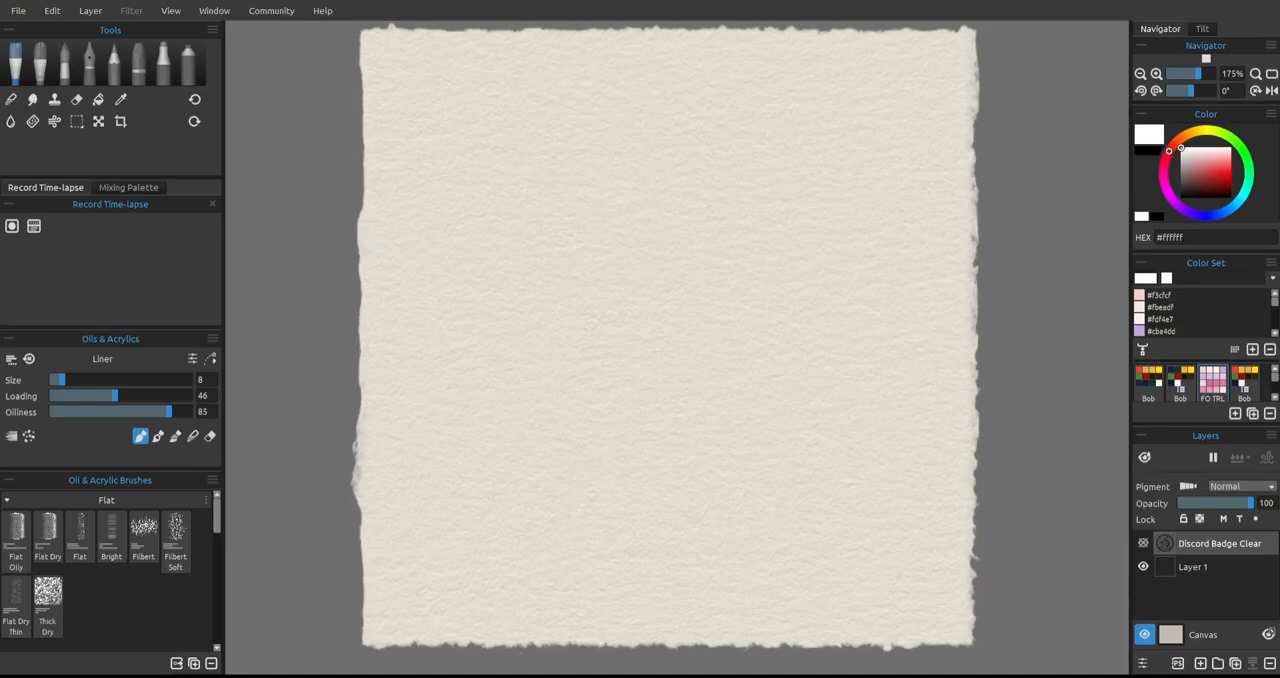 File Edit Layer Filter View Window Community Help
Tools
Record Time-lapse Mixing Palette
Record Time-lapse
Oils & Acrylics
Liner
Size 8
Loading 46
Oiliness 85
Oil & Acrylic Brushes
Flat
Flat Oily Flat Dry Flat Bright Filbert Filbert Soft
Flat Dry Thin Thick Dry
Navigator Tilt
Navigator
175%
0°
Color
HEX #ffffff
Color Set
#f3cfcf
#fbeadf
#fdf4e7
#cba4dd
Bob Bob FO TRL Bob
Layers
Pigment Normal
Opacity 100
Lock M T
Discord Badge Clear
Layer 1
Canvas
PS